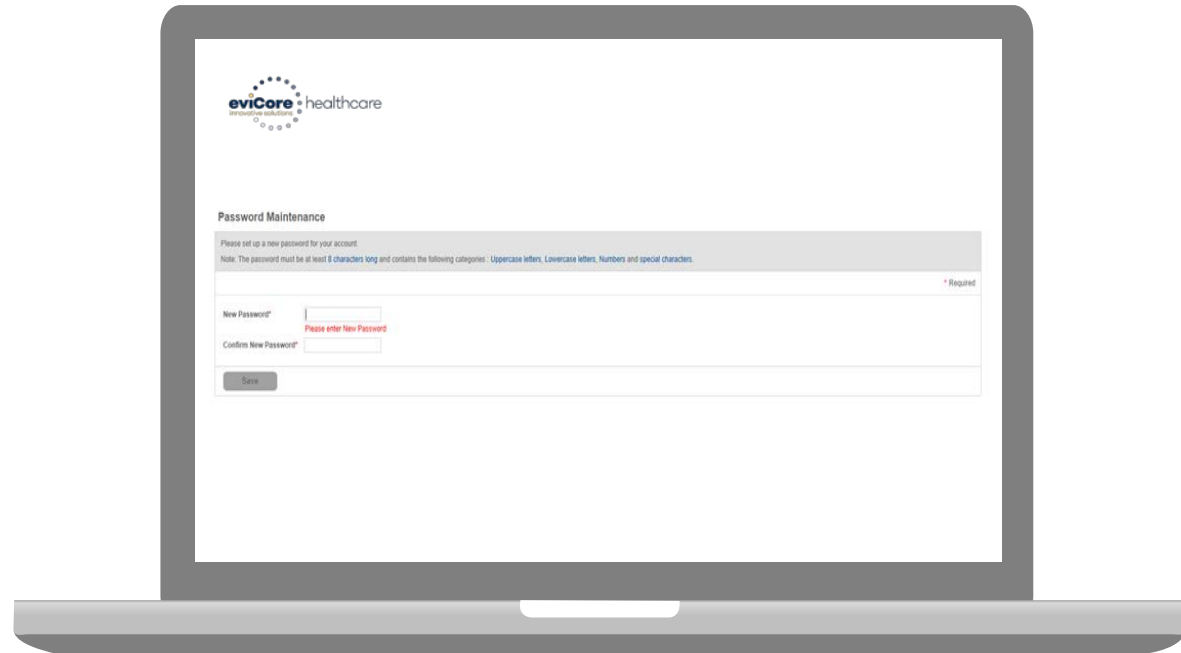 eviCore healthcare
innovative solutions
Password Maintenance
Please set up a new password for your account
Note: The password must be at least 8 characters long and contains the following categories : Uppercase letters, Lowercase letters, Numbers and special characters.
* Required
New Password*
Please enter New Password
Confirm New Password*
Save